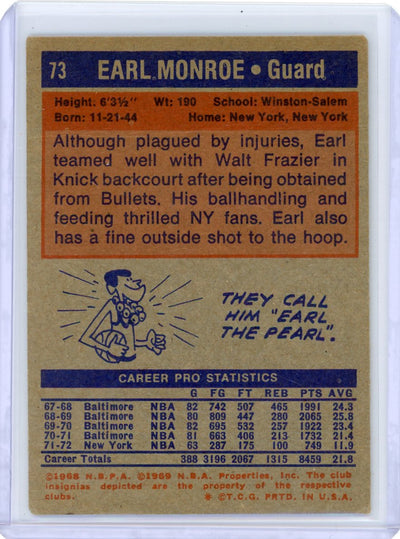 73 EARL MONROE • Guard
Height: 6'3½" Wt: 190 School: Winston-Salem
Born: 11-21-44 Home: New York, New York
Although plagued by injuries, Earl
teamed well with Walt Frazier in
Knick backcourt after being obtained
from Bullets. His ballhandling and
feeding thrilled NY fans. Earl also
has a fine outside shot to the hoop.
THEY CALL
HIM "EARL
THE PEARL".
CAREER PRO STATISTICS
G FG FT REB PTS AVG
67-68 Baltimore NBA 82 742 507 465 1991 24.3
68-69 Baltimore NBA 80 809 447 280 2065 25.8
69-70 Baltimore NBA 82 695 532 257 1922 23.4
70-71 Baltimore NBA 81 663 406 213 1732 21.4
71-72 New York NBA 63 287 175 100 749 11.9
Career Totals 388 3196 2067 1315 8459 21.8
©1968 N.B.P.A. ©1969 N.B.A. Properties, Inc. The club
insignias depicted are the property of the respective
clubs. * ©T.C.G. PRTD. IN U.S.A.